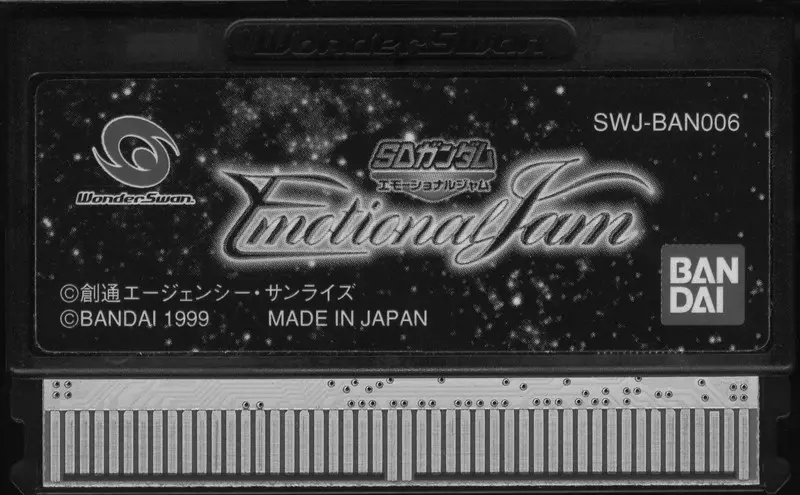 WonderSwan
SWJ-BAN006
SDガンダム
エモーショナルジャム
WonderSwan.
Emotional Jam
BAN
DAI
©創通エージェンシー・サンライズ
©BANDAI 1999 MADE IN JAPAN